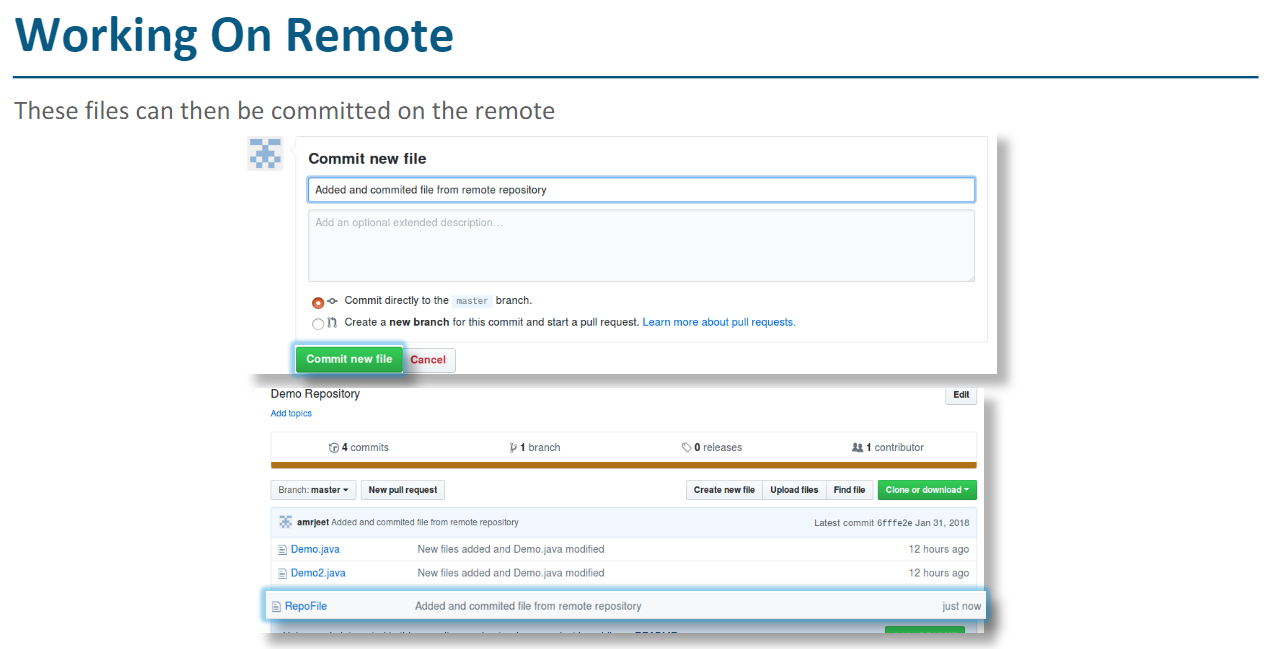 Working On Remote
These files can then be committed on the remote
Commit new file
Added and commited file from remote repository
Add an optional extended description…
Commit directly to the master branch.
Create a new branch for this commit and start a pull request. Learn more about pull requests.
Commit new file Cancel
Demo Repository Edit
Add topics
4 commits 1 branch 0 releases 1 contributor
Branch: master New pull request Create new file Upload files Find file Clone or download
amrjeet Added and commited file from remote repository Latest commit 6fffe2e Jan 31, 2018
Demo.java New files added and Demo.java modified 12 hours ago
Demo2.java New files added and Demo.java modified 12 hours ago
RepoFile Added and commited file from remote repository just now